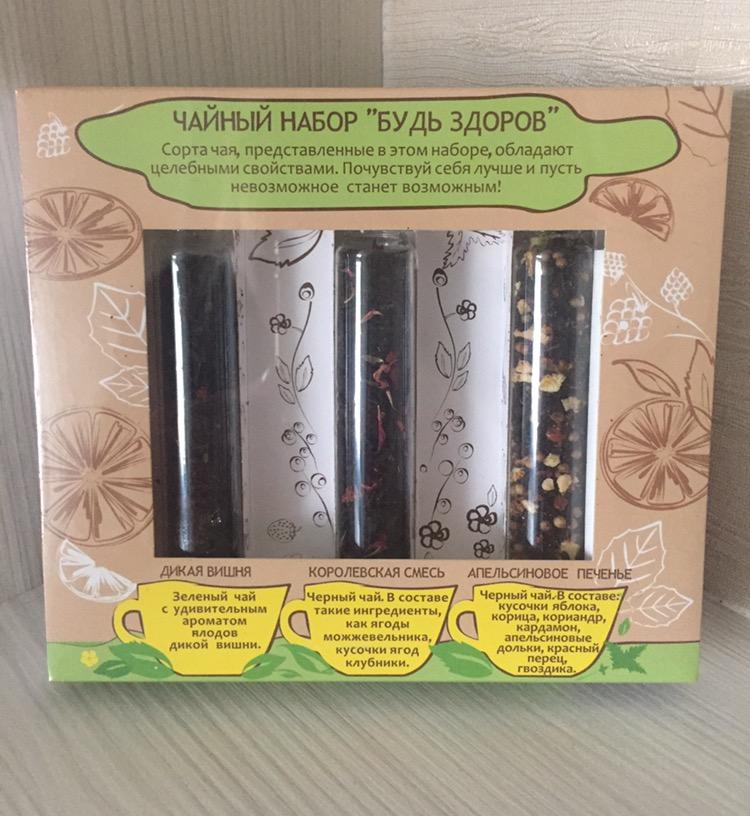 ЧАЙНЫЙ НАБОР "БУДЬ ЗДОРОВ"
Сорта чая, представленные в этом наборе, обладают
целебными свойствами. Почувствуй себя лучше и пусть
невозможное станет возможным!
ДИКАЯ ВИШНЯ
Зеленый чай
с удивительным
ароматом
плодов
дикой вишни.
КОРОЛЕВСКАЯ СМЕСЬ
Черный чай. В составе
такие ингредиенты,
как ягоды
можжевельника,
кусочки ягод
клубники.
АПЕЛЬСИНОВОЕ ПЕЧЕНЬЕ
Черный чай. В составе:
кусочки яблока,
корица, кориандр,
кардамон,
апельсиновые
дольки, красный
перец,
гвоздика.